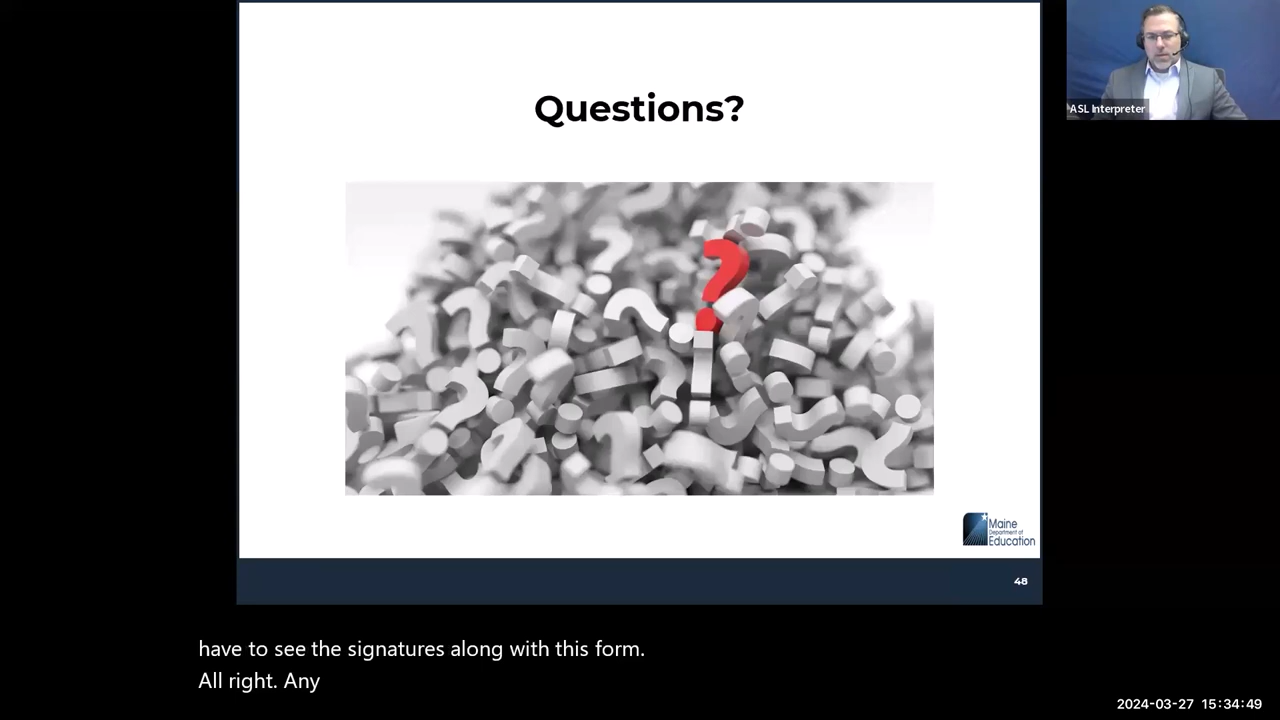 Questions?
ASL Interpreter
Maine
Department of
Education
48
have to see the signatures along with this form.
All right. Any
2024-03-27 15:34:49